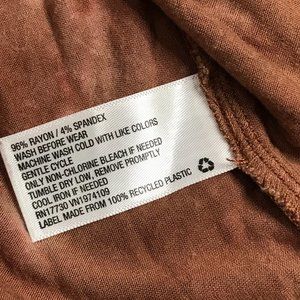 96% RAYON / 4% SPANDEX
WASH BEFORE WEAR
MACHINE WASH COLD WITH LIKE COLORS
GENTLE CYCLE
ONLY NON-CHLORINE BLEACH IF NEEDED
TUMBLE DRY LOW, REMOVE PROMPTLY
COOL IRON IF NEEDED
RN17730 VN1974109
LABEL MADE FROM 100% RECYCLED PLASTIC